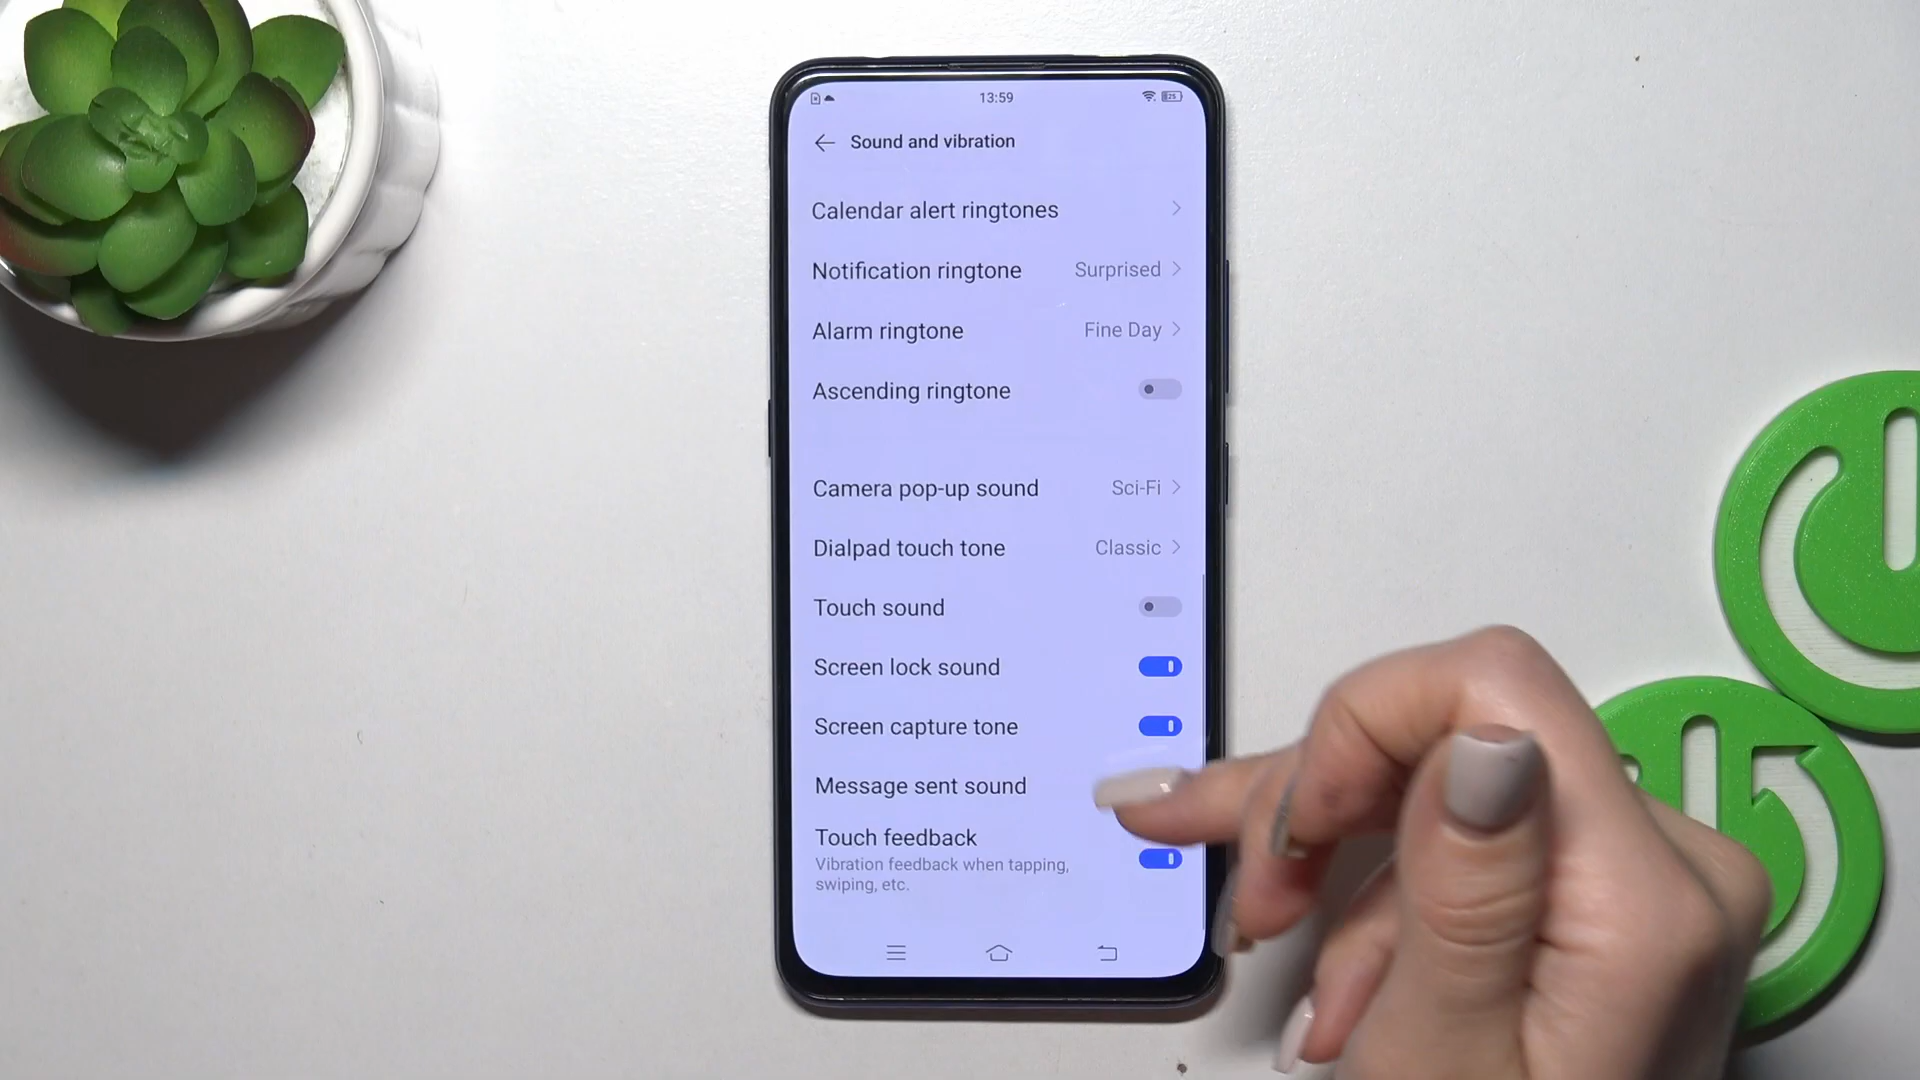 13:59
25
Sound and vibration
Calendar alert ringtones
Notification ringtone Surprised
Alarm ringtone Fine Day
Ascending ringtone
Camera pop-up sound Sci-Fi
Dialpad touch tone Classic
Touch sound
Screen lock sound
Screen capture tone
Message sent sound
Touch feedback
Vibration feedback when tapping,
swiping, etc.